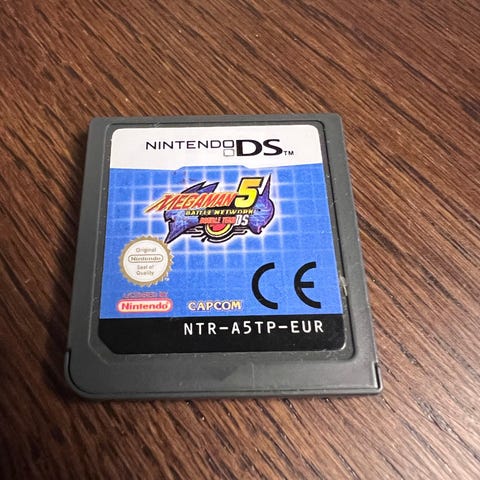 NINTENDO DS™
MEGAMAN 5
BATTLE NETWORK
DOUBLE TEAM DS
Original
Nintendo
Seal of
Quality
LICENSED BY
Nintendo
CAPCOM
CE
NTR-A5TP-EUR